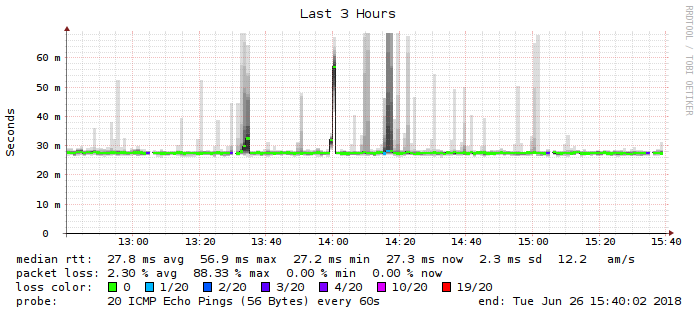 Last 3 Hours
RRDTOOL / TOBI OETIKER
Seconds
60 m
50 m
40 m
30 m
20 m
10 m
0
13:00 13:20 13:40 14:00 14:20 14:40 15:00 15:20 15:40
median rtt: 27.8 ms avg 56.9 ms max 27.2 ms min 27.3 ms now 2.3 ms sd 12.2 am/s
packet loss: 2.30 % avg 88.33 % max 0.00 % min 0.00 % now
loss color: 0 1/20 2/20 3/20 4/20 10/20 19/20
probe: 20 ICMP Echo Pings (56 Bytes) every 60s end: Tue Jun 26 15:40:02 2018